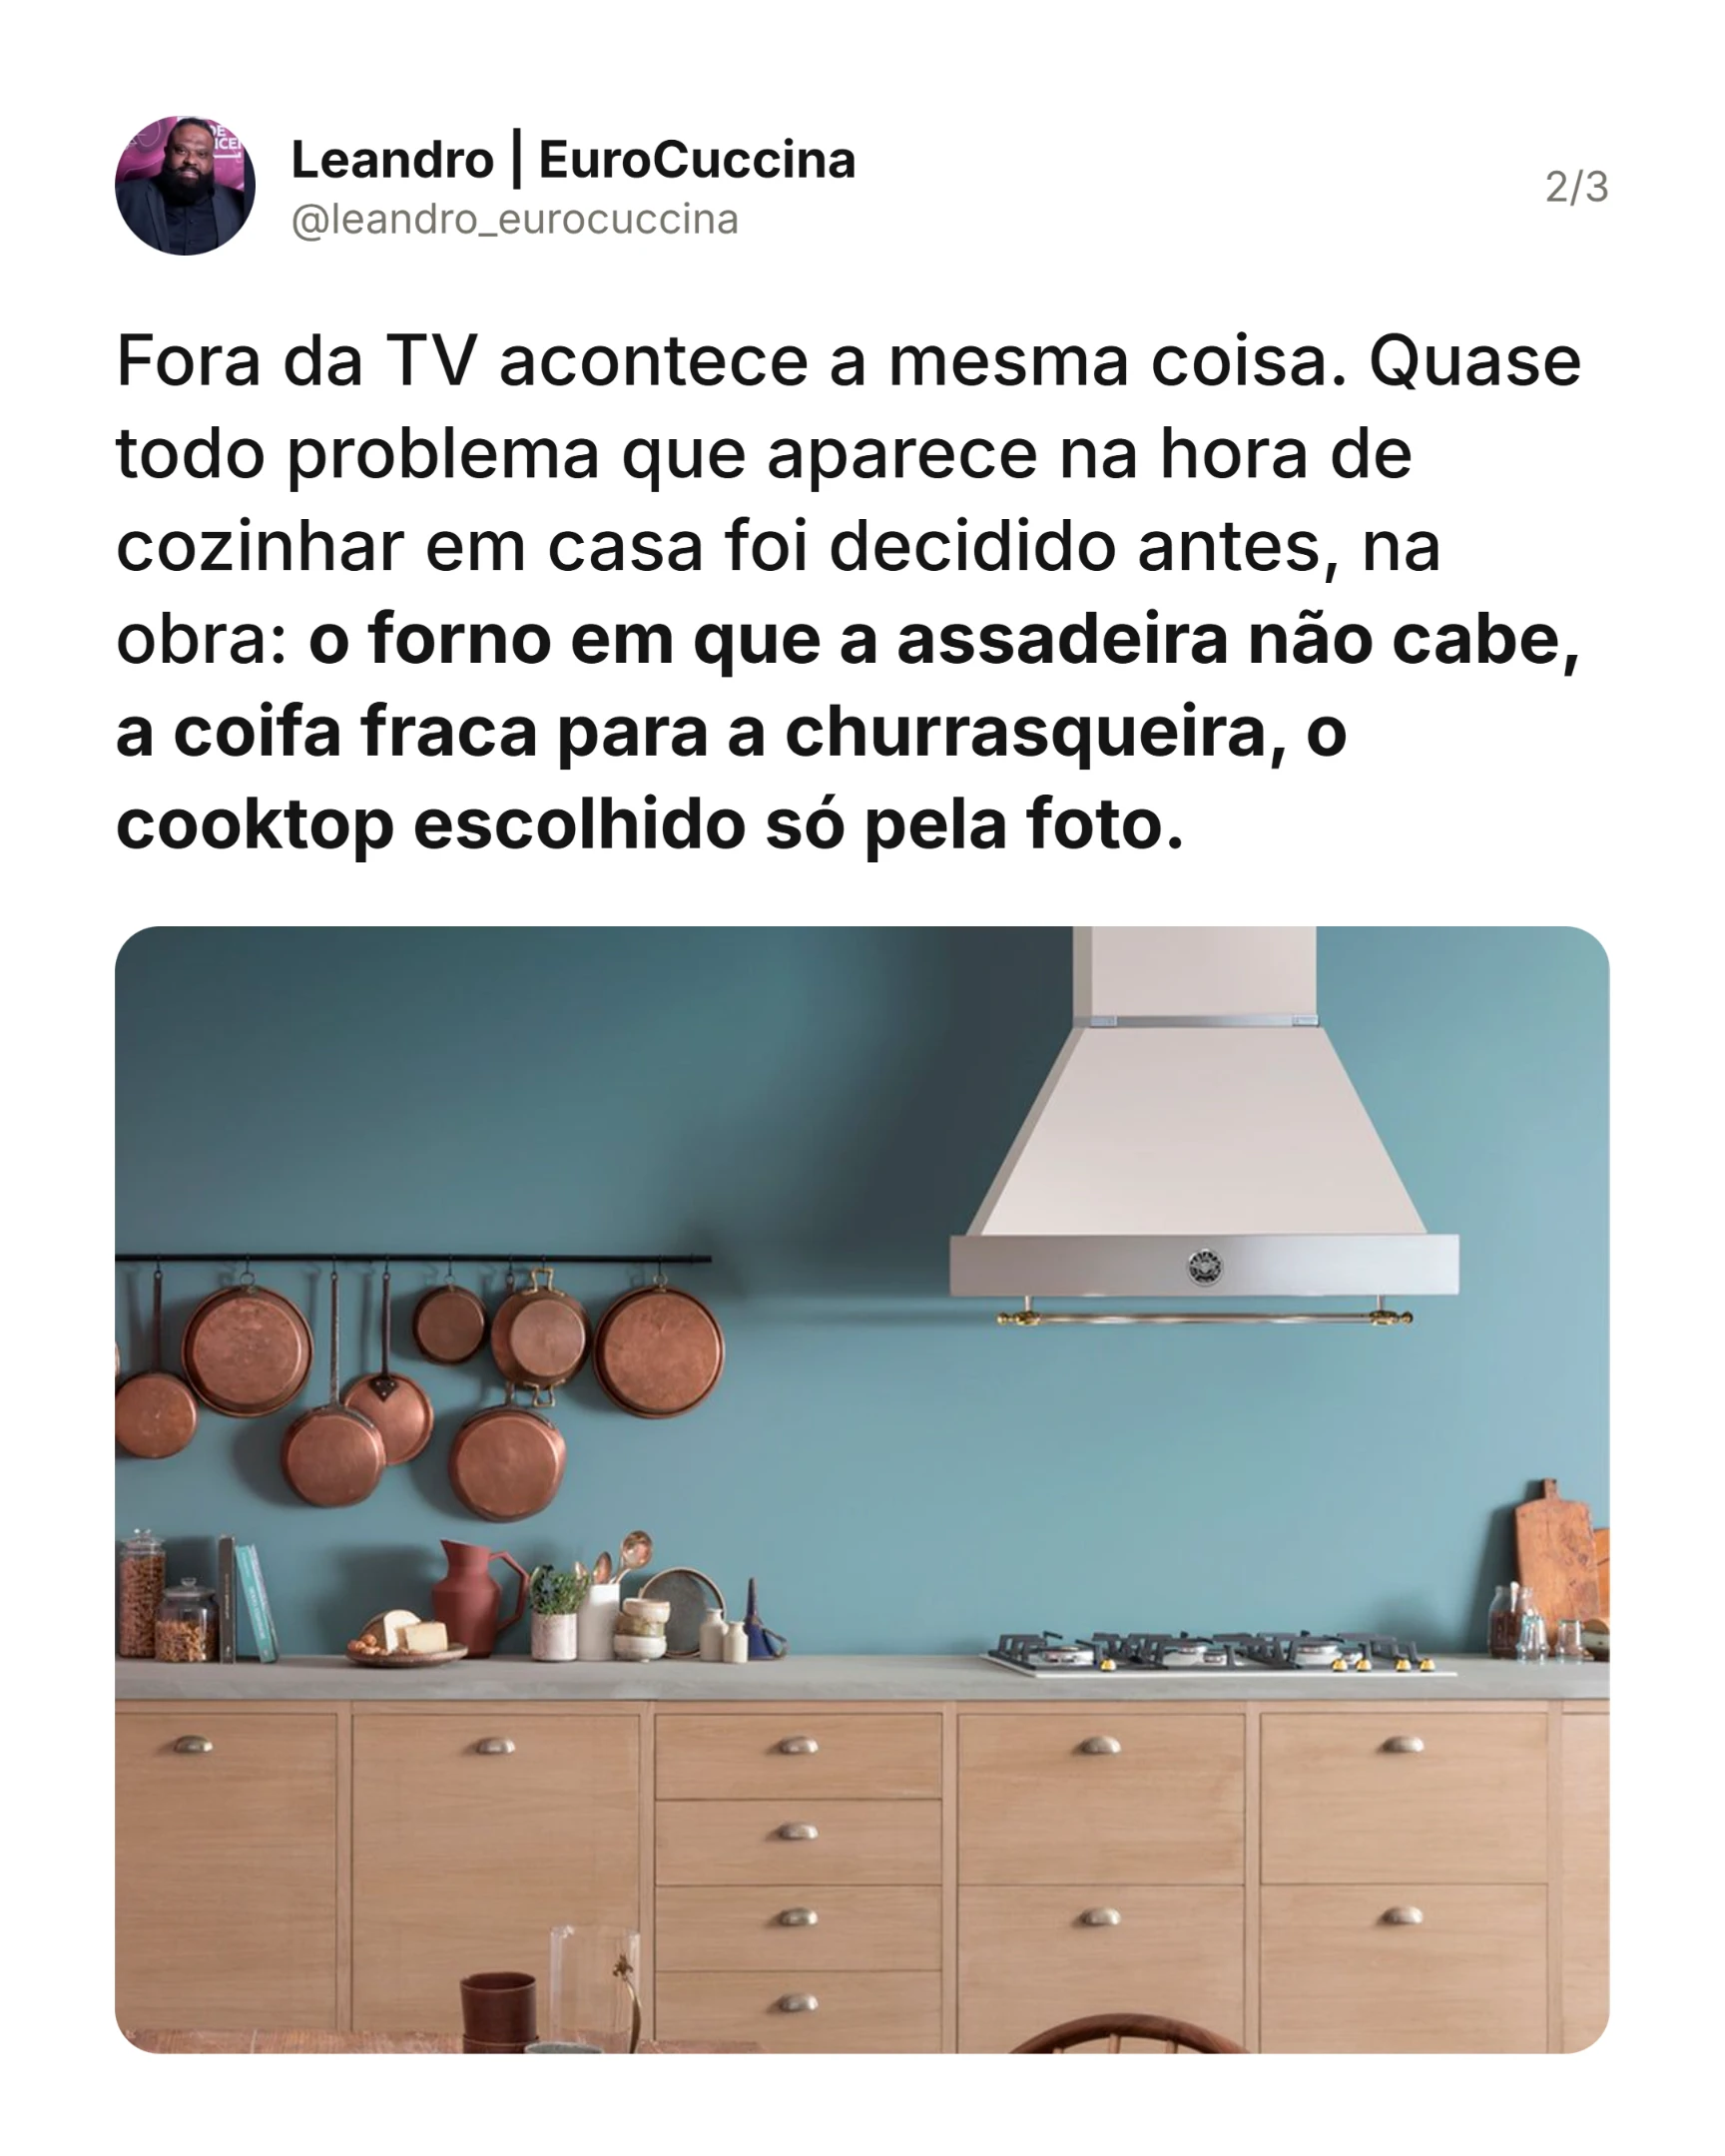 Leandro | EuroCuccina
@leandro_eurocuccina
2/3
Fora da TV acontece a mesma coisa. Quase
todo problema que aparece na hora de
cozinhar em casa foi decidido antes, na
obra: o forno em que a assadeira não cabe,
a coifa fraca para a churrasqueira, o
cooktop escolhido só pela foto.